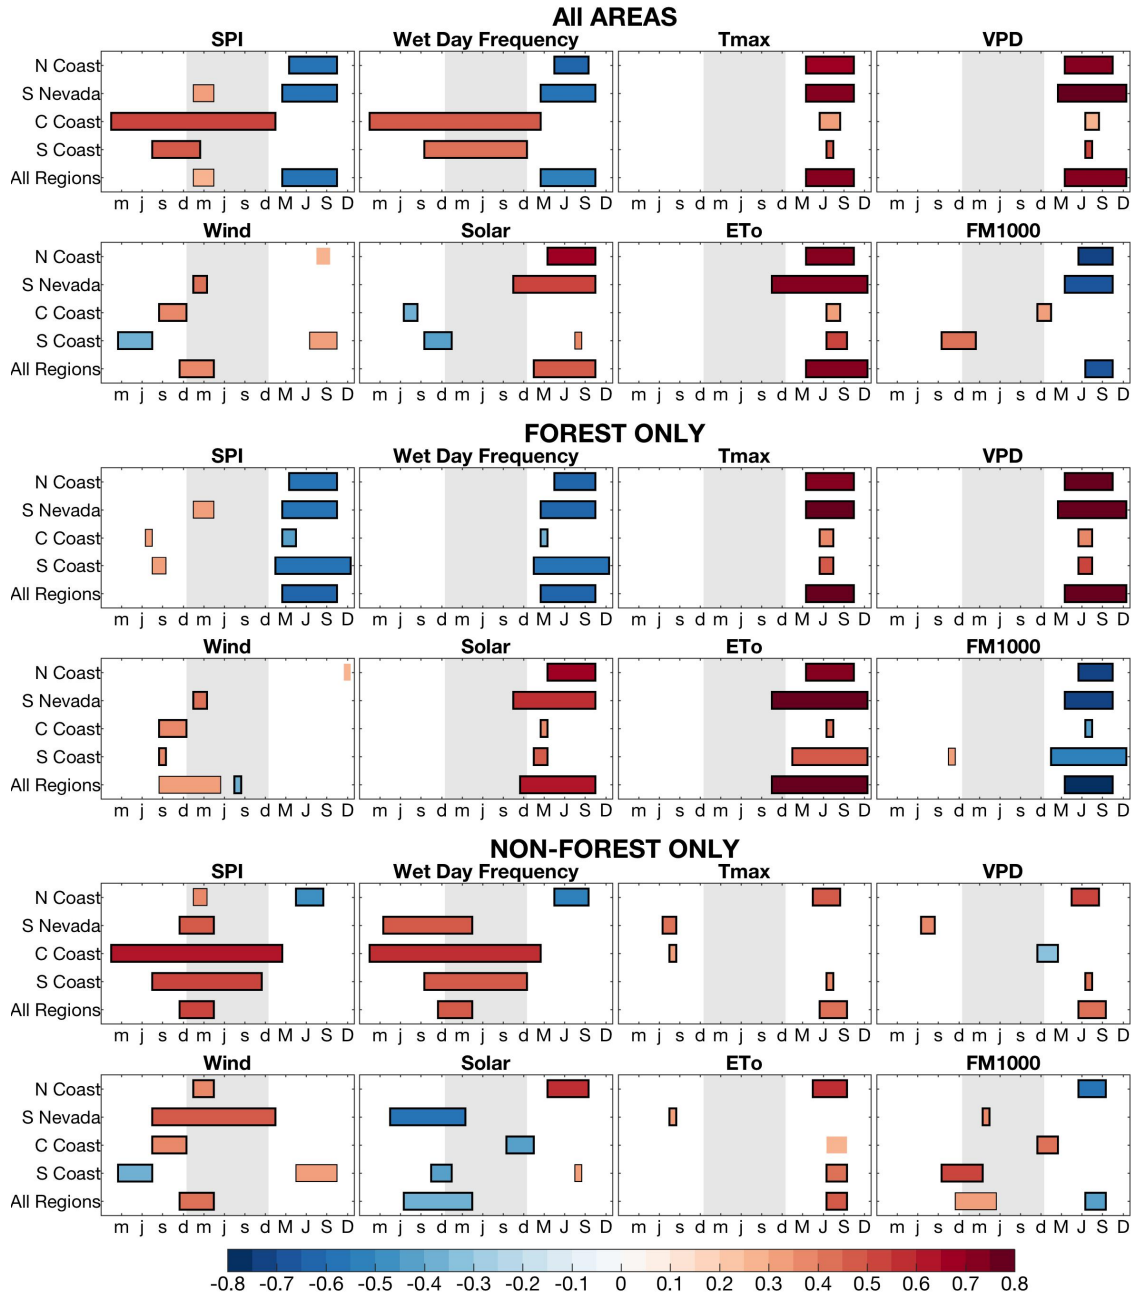 All AREAS
SPI Wet Day Frequency Tmax VPD
N Coast
S Nevada
C Coast
S Coast
All Regions
m j s d m j s d M J S D m j s d m j s d M J S D m j s d m j s d M J S D m j s d m j s d M J S D
Wind Solar ETo FM1000
N Coast
S Nevada
C Coast
S Coast
All Regions
m j s d m j s d M J S D m j s d m j s d M J S D m j s d m j s d M J S D m j s d m j s d M J S D
FOREST ONLY
SPI Wet Day Frequency Tmax VPD
N Coast
S Nevada
C Coast
S Coast
All Regions
m j s d m j s d M J S D m j s d m j s d M J S D m j s d m j s d M J S D m j s d m j s d M J S D
Wind Solar ETo FM1000
N Coast
S Nevada
C Coast
S Coast
All Regions
m j s d m j s d M J S D m j s d m j s d M J S D m j s d m j s d M J S D m j s d m j s d M J S D
NON-FOREST ONLY
SPI Wet Day Frequency Tmax VPD
N Coast
S Nevada
C Coast
S Coast
All Regions
m j s d m j s d M J S D m j s d m j s d M J S D m j s d m j s d M J S D m j s d m j s d M J S D
Wind Solar ETo FM1000
N Coast
S Nevada
C Coast
S Coast
All Regions
m j s d m j s d M J S D m j s d m j s d M J S D m j s d m j s d M J S D m j s d m j s d M J S D
-0.8 -0.7 -0.6 -0.5 -0.4 -0.3 -0.2 -0.1 0 0.1 0.2 0.3 0.4 0.5 0.6 0.7 0.8